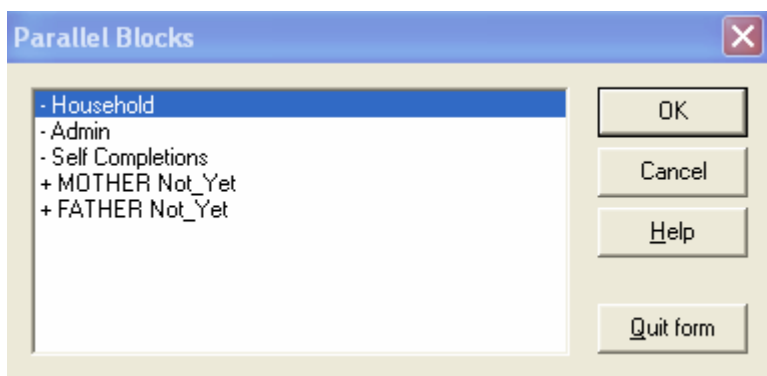 Parallel Blocks
- Household
- Admin
- Self Completions
+ MOTHER Not_Yet
+ FATHER Not_Yet
OK
Cancel
Help
Quit form